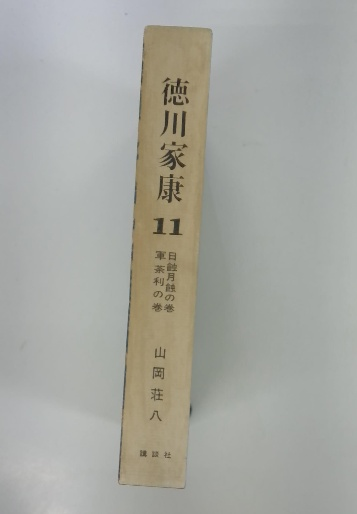 徳川家康
11
日蝕月蝕の巻
軍茶利の巻
山岡荘八
講談社